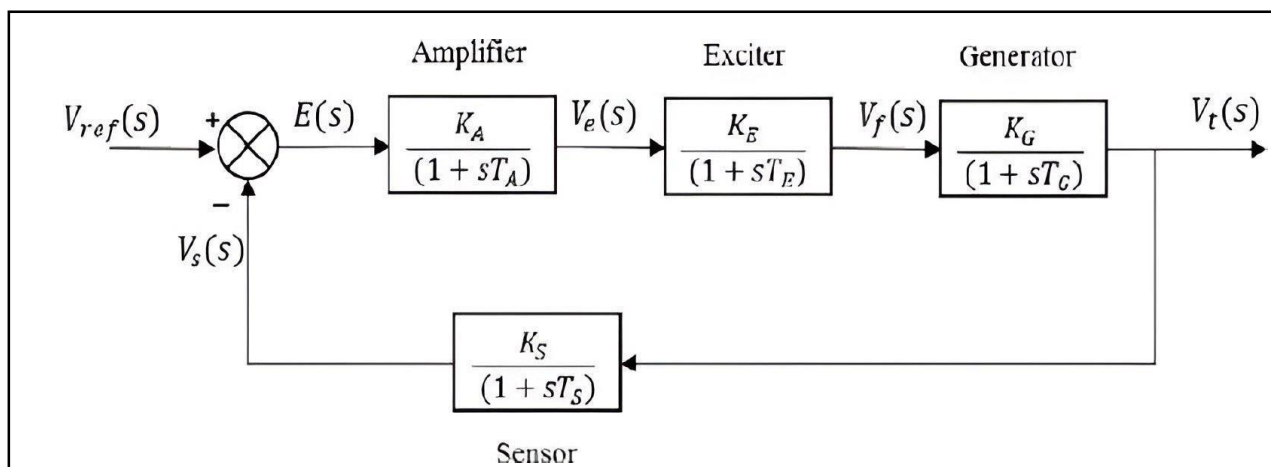 Amplifier Exciter Generator
V_ref(s) + E(s) K_A V_e(s) K_E V_f(s) K_G V_t(s)
(1 + sT_A) (1 + sT_E) (1 + sT_G)
−
V_s(s)
K_S
(1 + sT_S)
Sensor